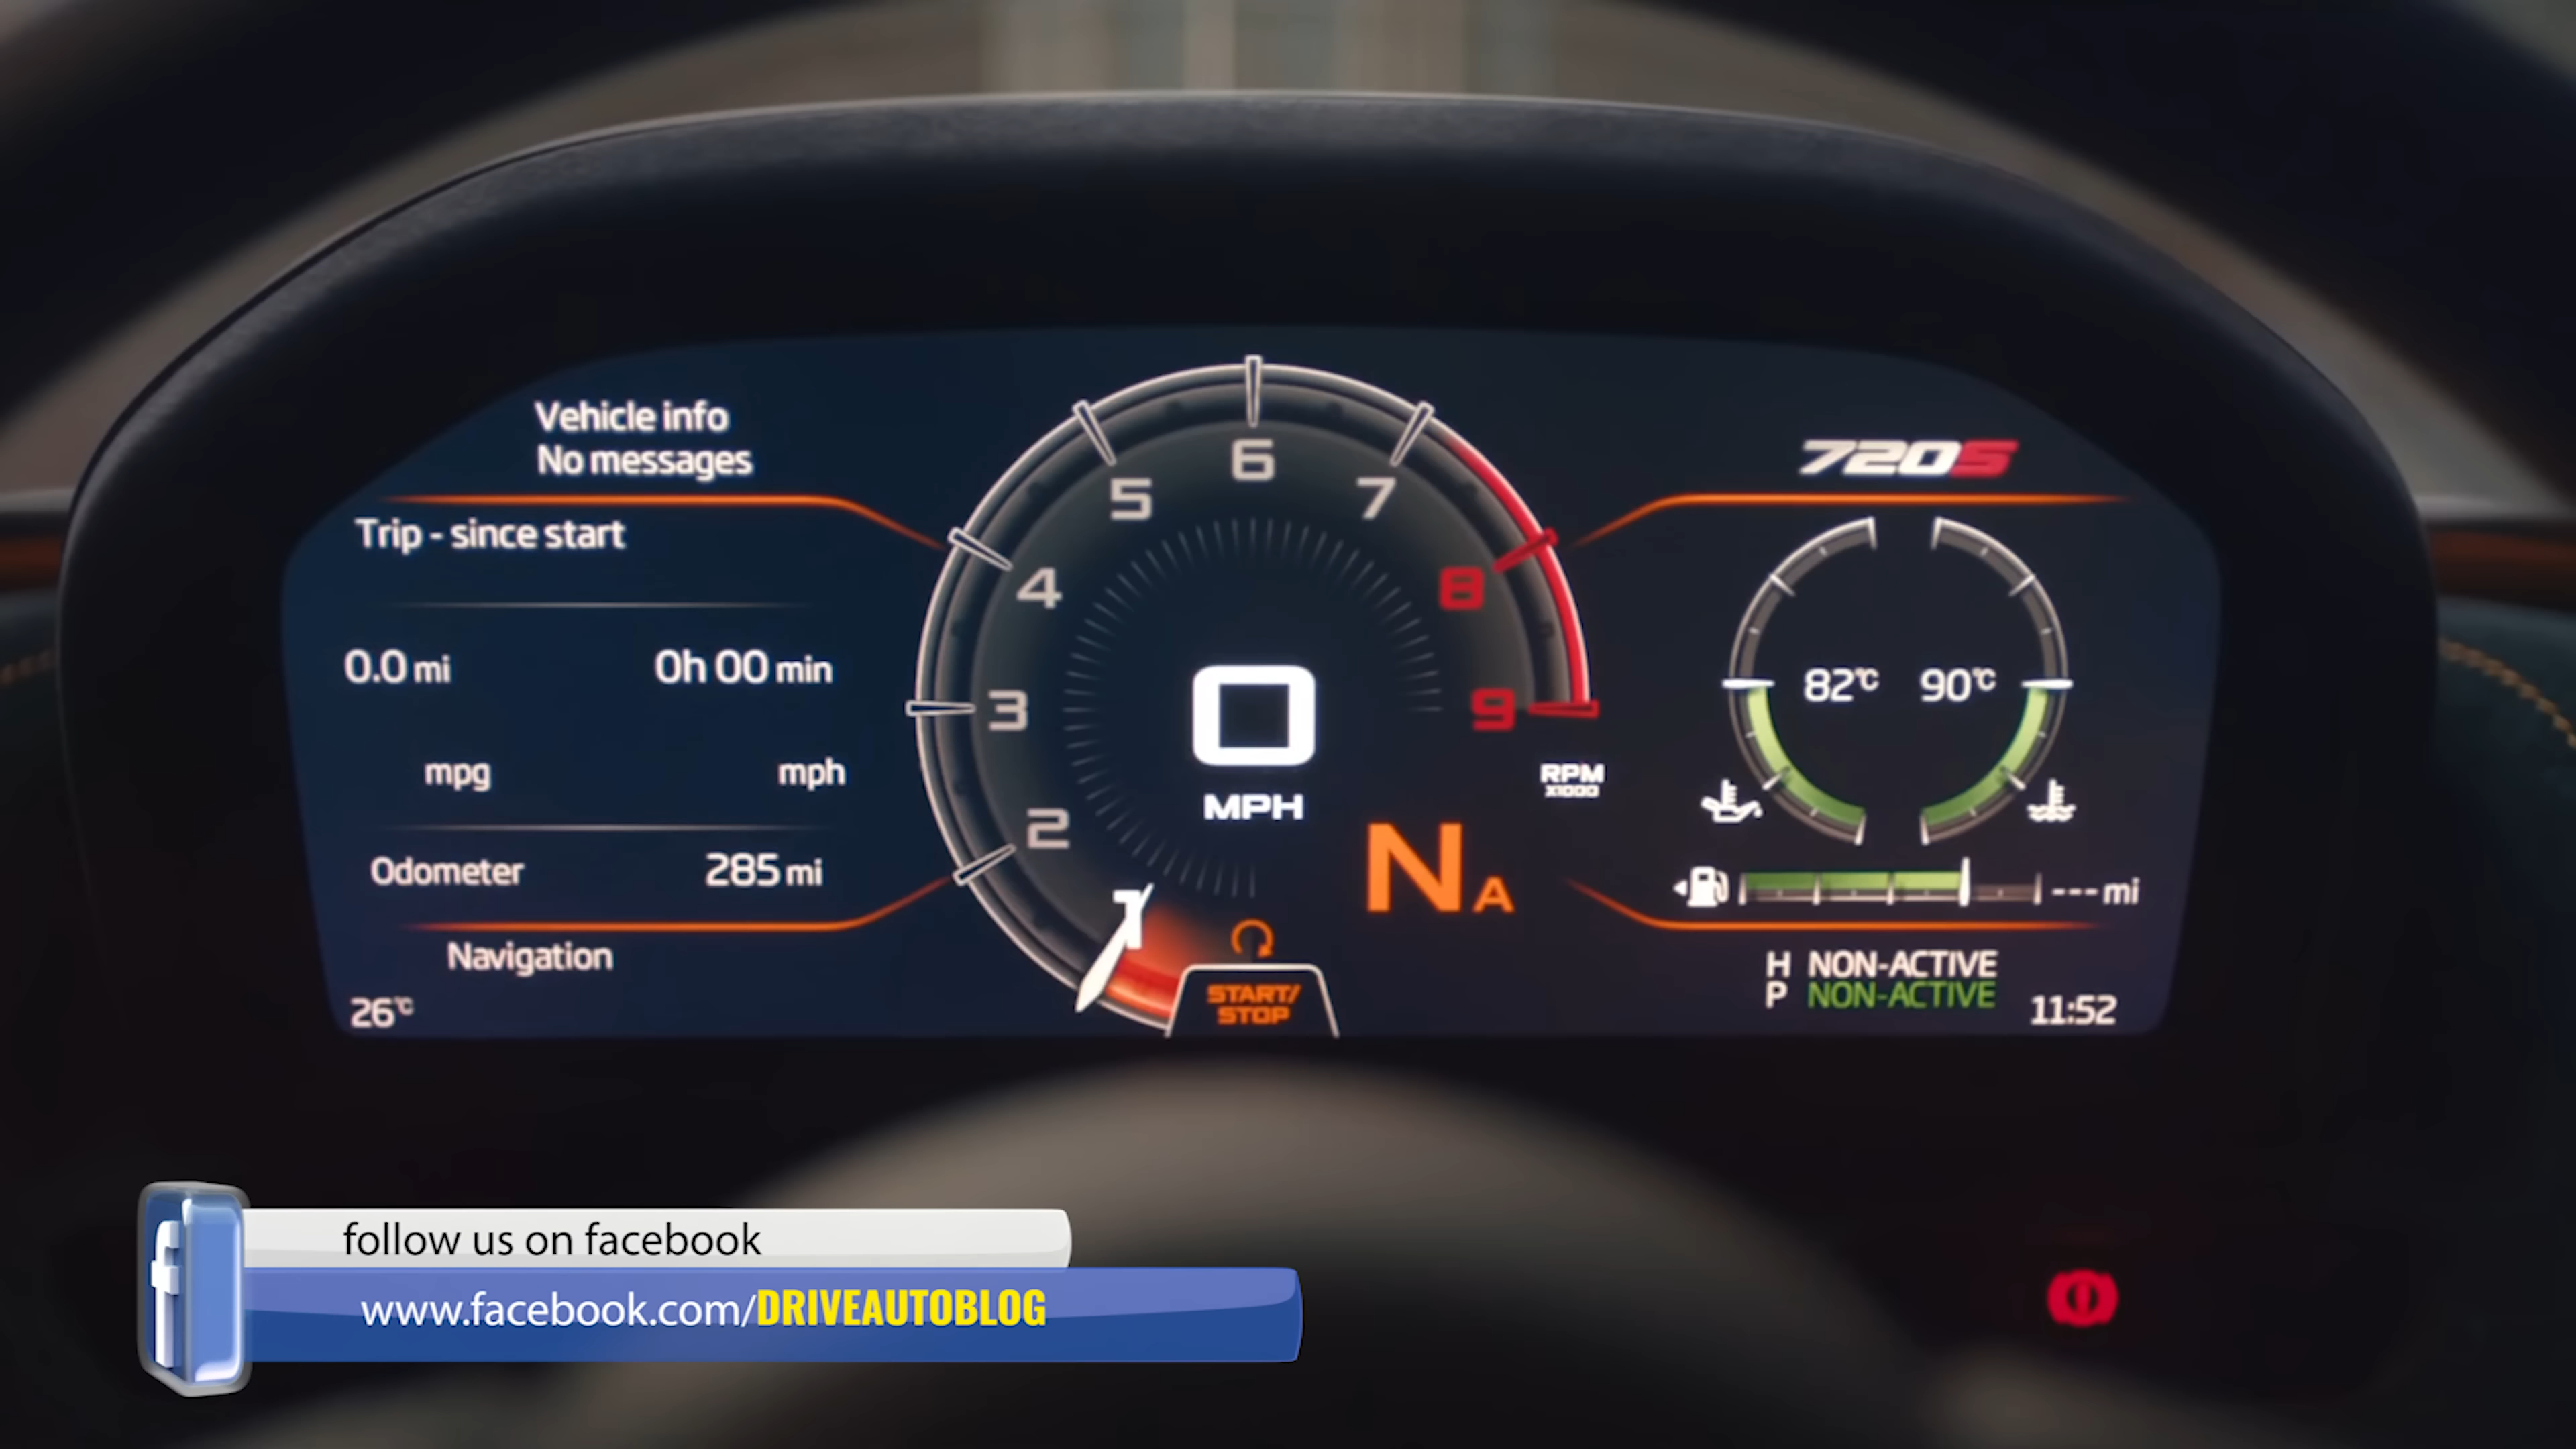 Vehicle info
No messages
Trip - since start
0.0 mi 0h 00 min
mpg mph
Odometer 285 mi
Navigation
26°C
1
2
3
4
5
6
7
8
9
RPM
X1000
0
MPH
NA
START/
STOP
720S
82°C 90°C
--- mi
H NON-ACTIVE
P NON-ACTIVE
11:52
f
follow us on facebook
www.facebook.com/DRIVEAUTOBLOG